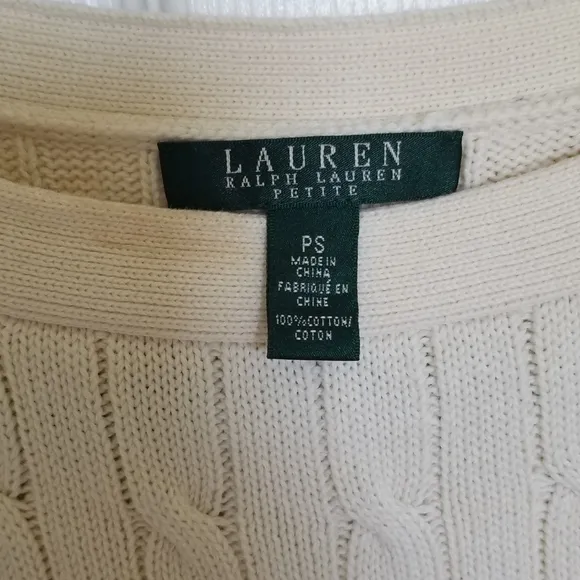 LAUREN
RALPH LAUREN
PETITE
PS
MADE IN
CHINA
FABRIQUÉ EN
CHINE
100%COTTON/
COTON